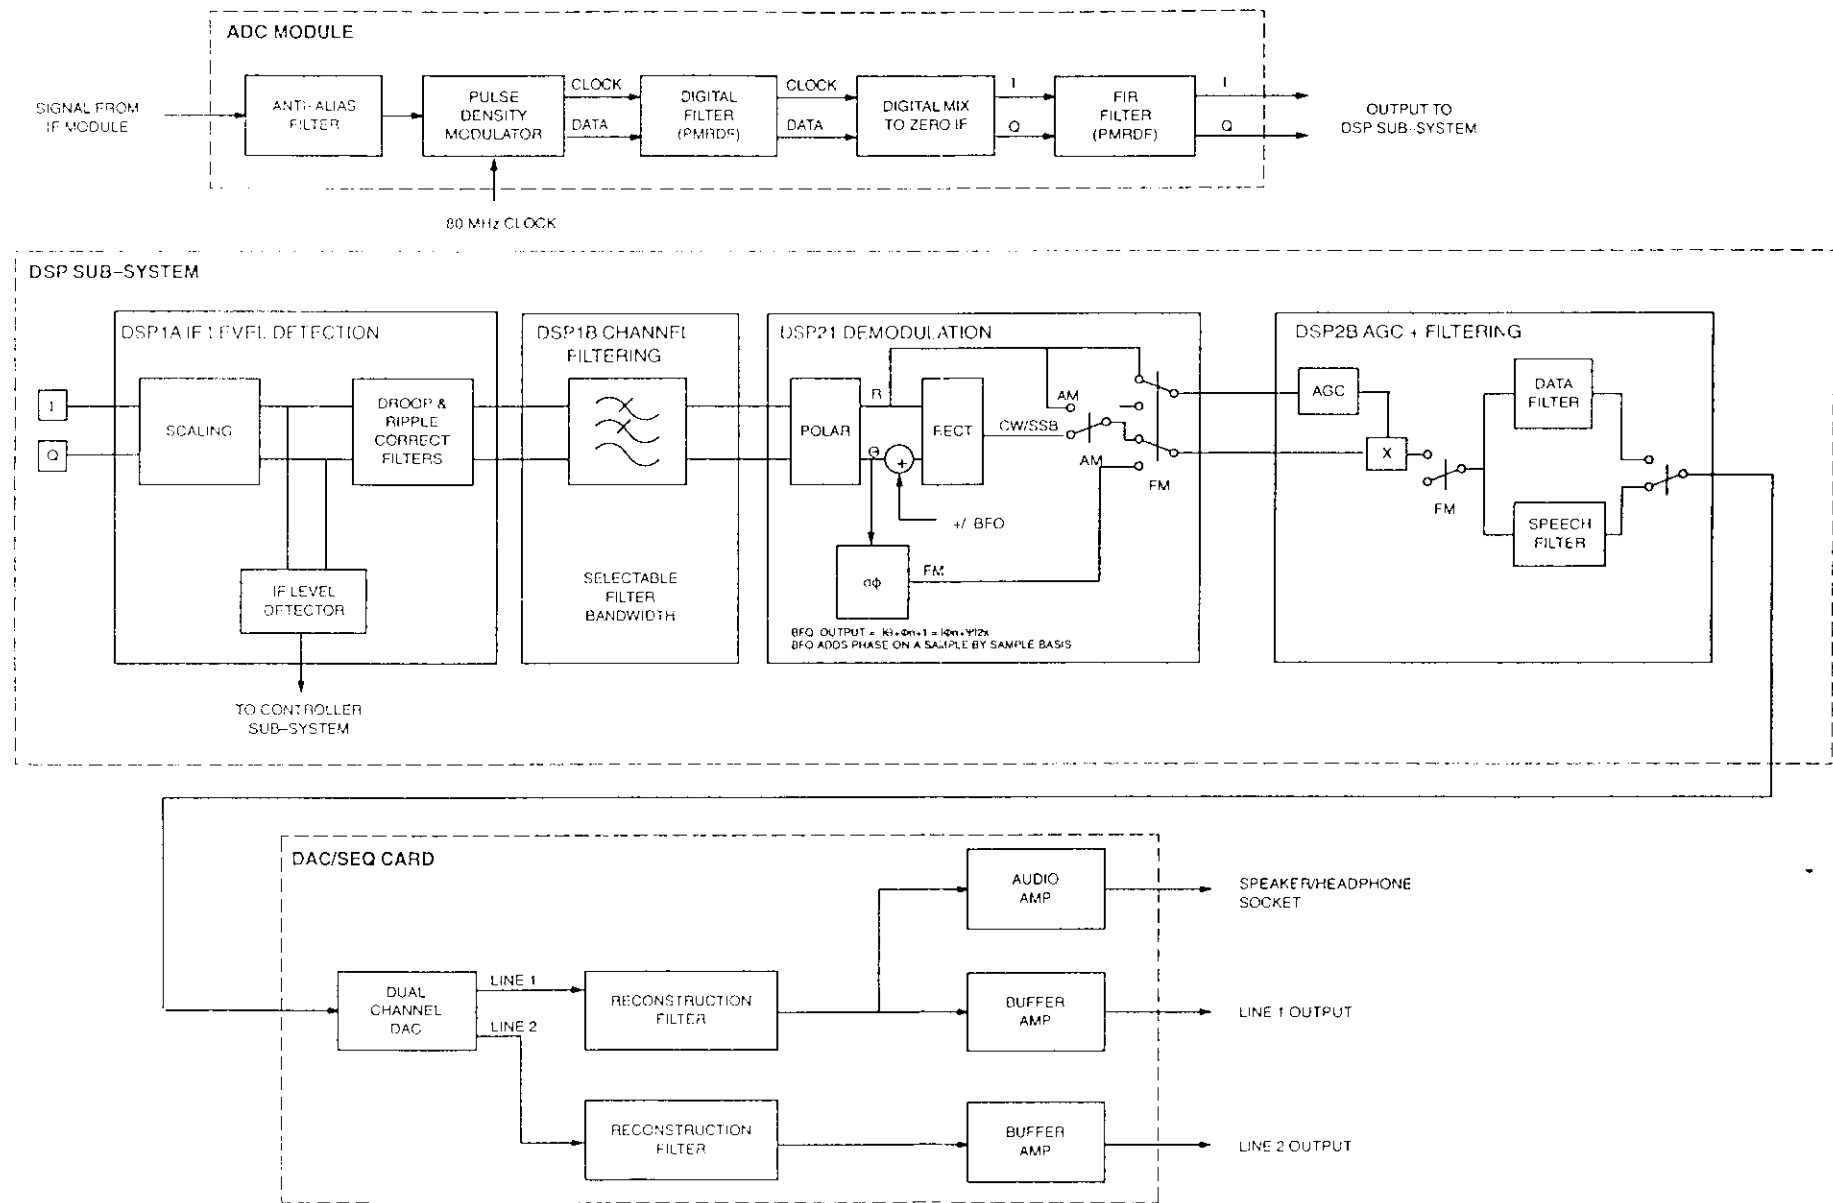 ADC MODULE
SIGNAL FROM
IF MODULE
ANTI-ALIAS
FILTER
PULSE
DENSITY
MODULATOR
CLOCK
DATA
DIGITAL
FILTER
(PMRDF)
CLOCK
DATA
DIGITAL MIX
TO ZERO IF
I
Q
FIR
FILTER
(PMRDF)
I
Q
OUTPUT TO
DSP SUB-SYSTEM
80 MHz CLOCK
DSP SUB-SYSTEM
DSP1A IF LEVEL DETECTION
I
Q
SCALING
DROOP &
RIPPLE
CORRECT
FILTERS
IF LEVEL
DETECTOR
TO CONTROLLER
SUB-SYSTEM
DSP1B CHANNEL
FILTERING
SELECTABLE
FILTER
BANDWIDTH
DSP21 DEMODULATION
POLAR
R
Θ
+
RECT
+/- BFO
AM
CW/SSB
AM
FM
FM
BFO OUTPUT =
BFO ADDS PHASE ON A SAMPLE BY SAMPLE BASIS
DSP2B AGC + FILTERING
AGC
X
FM
DATA
FILTER
SPEECH
FILTER
DAC/SEQ CARD
DUAL
CHANNEL
DAC
LINE 1
LINE 2
RECONSTRUCTION
FILTER
RECONSTRUCTION
FILTER
AUDIO
AMP
BUFFER
AMP
BUFFER
AMP
SPEAKER/HEADPHONE
SOCKET
LINE 1 OUTPUT
LINE 2 OUTPUT